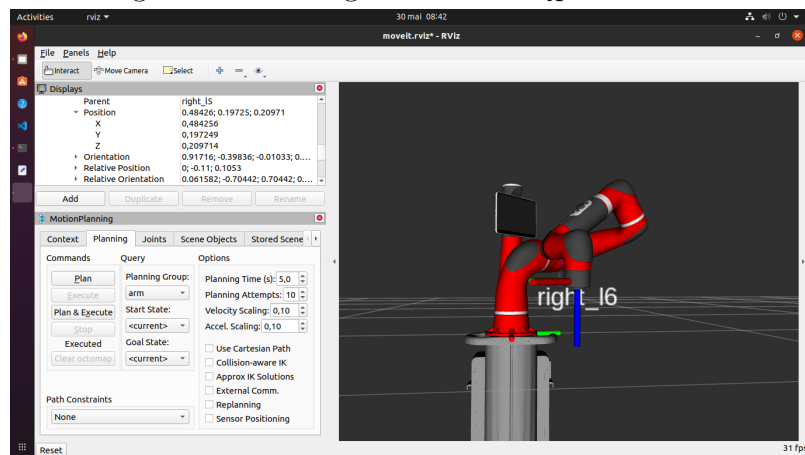 Activities rviz 30 mai 08:42
moveit.rviz* - RViz
File Panels Help
Interact Move Camera Select
Displays
Parent right_l5
Position 0.48426; 0.19725; 0.20971
X 0,484256
Y 0,197249
Z 0,209714
Orientation 0.91716; -0.39836; -0.01033; 0....
Relative Position 0; -0.11; 0.1053
Relative Orientation 0.061582; -0.70442; 0.70442; 0....
Add Duplicate Remove Rename
MotionPlanning
Context Planning Joints Scene Objects Stored Scene
Commands Query Options
Plan Planning Group: Planning Time (s): 5,0
Execute arm Planning Attempts: 10
Plan & Execute Start State: Velocity Scaling: 0,10
Stop <current> Accel. Scaling: 0,10
Executed Goal State: Use Cartesian Path
Clear octomap <current> Collision-aware IK
Approx IK Solutions
External Comm.
Path Constraints Replanning
None Sensor Positioning
right_l6
Reset 31 fps